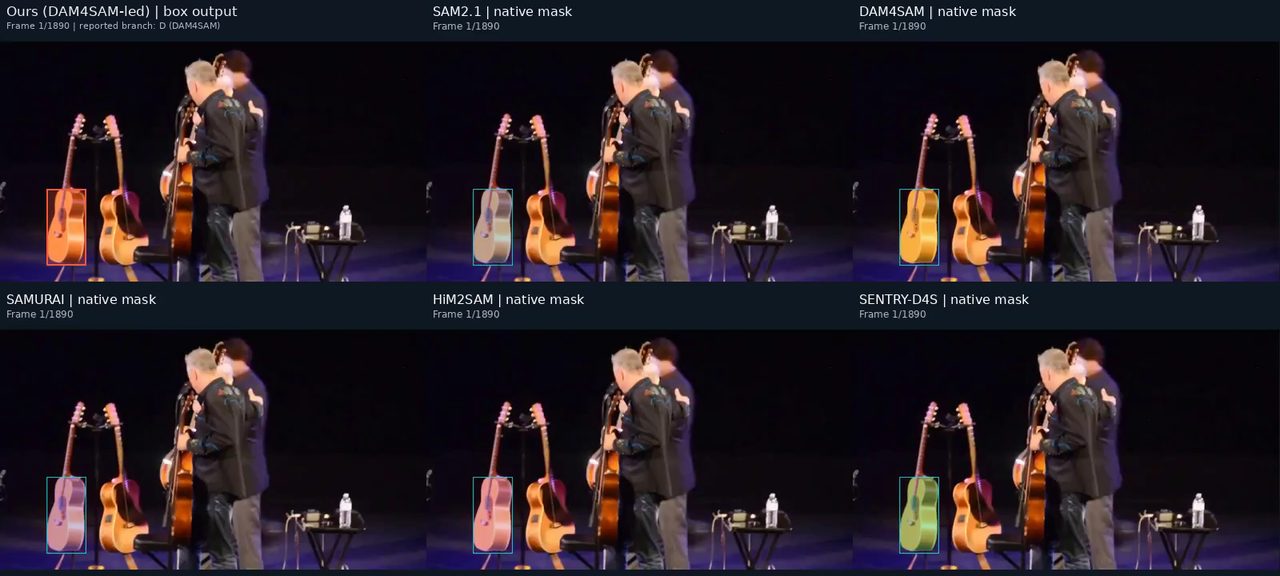 Ours (DAM4SAM-led) | box output
Frame 1/1890 | reported branch: D (DAM4SAM)
SAM2.1 | native mask
Frame 1/1890
DAM4SAM | native mask
Frame 1/1890
SAMURAI | native mask
Frame 1/1890
HiM2SAM | native mask
Frame 1/1890
SENTRY-D4S | native mask
Frame 1/1890